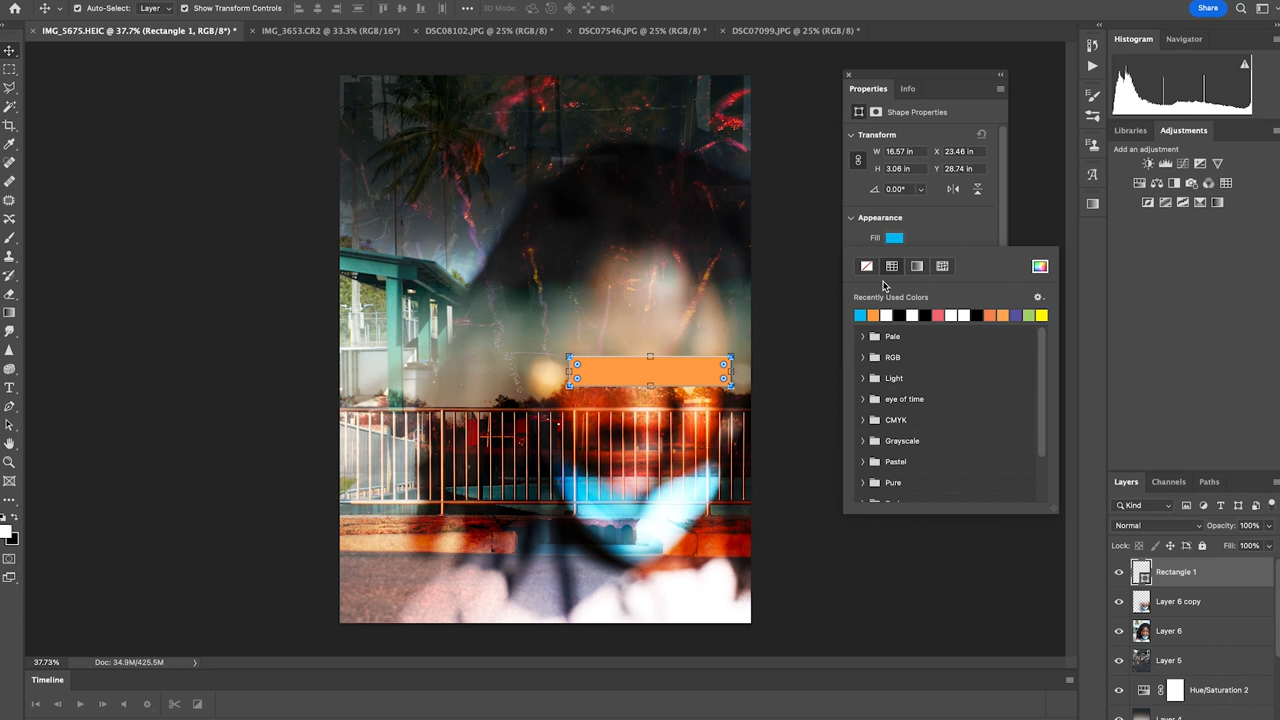 Auto-Select: Layer Show Transform Controls 3D Mode: Share
IMG_5675.HEIC @ 37.7% (Rectangle 1, RGB/8*) *
IMG_3653.CR2 @ 33.3% (RGB/16*)
DSC08102.JPG @ 25% (RGB/8) *
DSC07546.JPG @ 25% (RGB/8) *
DSC07099.JPG @ 25% (RGB/8) *
Properties Info
Shape Properties
Transform
W 16.57 in X 23.46 in
H 3.06 in Y 28.74 in
0.00°
Appearance
Fill
Recently Used Colors
Pale
RGB
Light
eye of time
CMYK
Grayscale
Pastel
Pure
Histogram Navigator
Libraries Adjustments
Add an adjustment
Layers Channels Paths
Kind
Normal Opacity: 100%
Lock: Fill: 100%
Rectangle 1
Layer 6 copy
Layer 6
Layer 5
Hue/Saturation 2
37.73% Doc: 34.9M/425.5M
Timeline